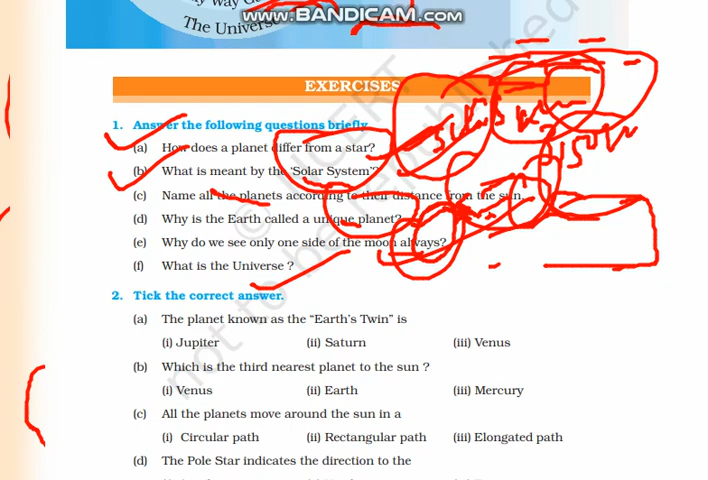 www.BANDICAM.com
The Universe
EXERCISES
1. Answer the following questions briefly.
(a) How does a planet differ from a star?
(b) What is meant by the 'Solar System'?
(c) Name all the planets according to their distance from the sun.
(d) Why is the Earth called a unique planet?
(e) Why do we see only one side of the moon always?
(f) What is the Universe ?
2. Tick the correct answer.
(a) The planet known as the “Earth's Twin” is
(i) Jupiter (ii) Saturn (iii) Venus
(b) Which is the third nearest planet to the sun ?
(i) Venus (ii) Earth (iii) Mercury
(c) All the planets move around the sun in a
(i) Circular path (ii) Rectangular path (iii) Elongated path
(d) The Pole Star indicates the direction to the